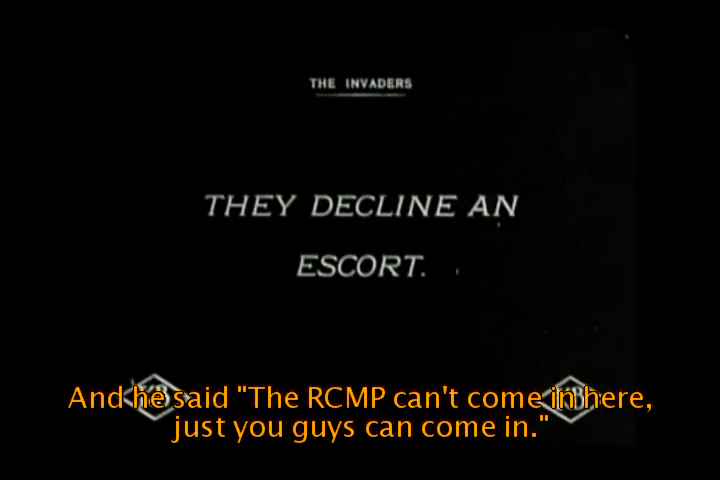 THE INVADERS
THEY DECLINE AN
ESCORT.
And he said "The RCMP can't come in here,
just you guys can come in."